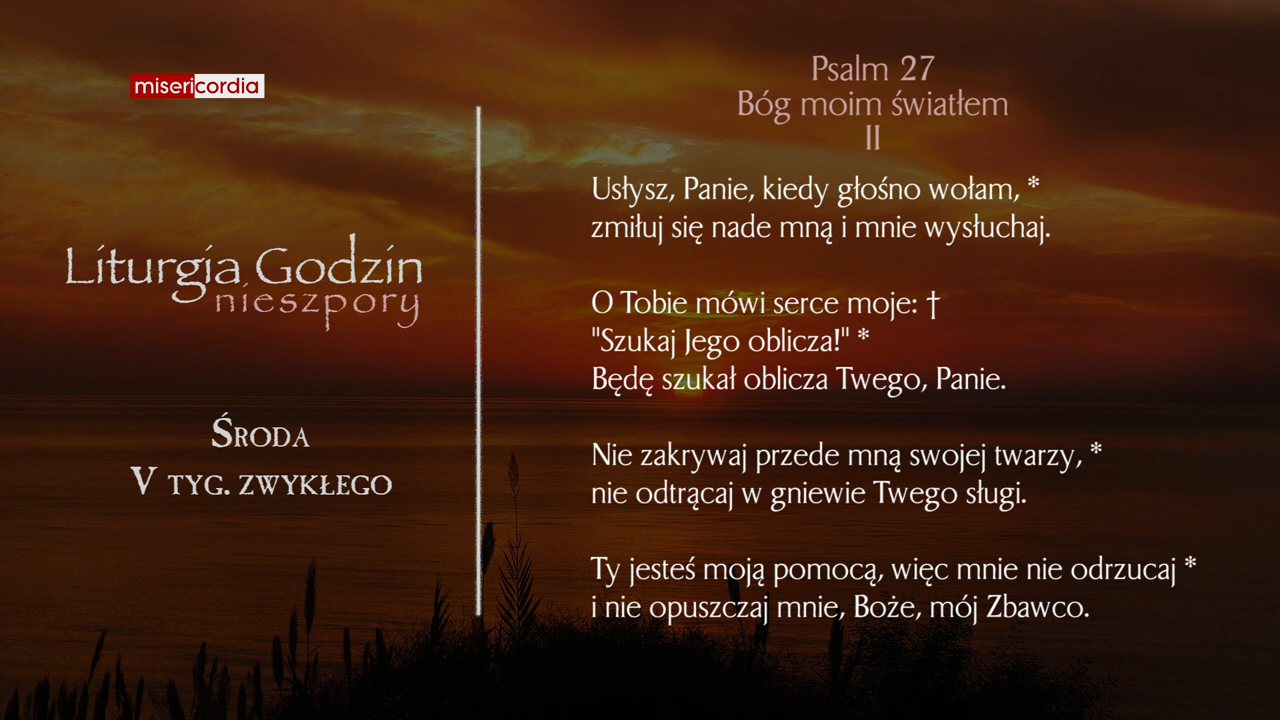 misericordia
Liturgia Godzin
nieszpory
Środa
V tyg. zwykłego
Psalm 27
Bóg moim światłem
II
Usłysz, Panie, kiedy głośno wołam, *
zmiłuj się nade mną i mnie wysłuchaj.
O Tobie mówi serce moje: †
"Szukaj Jego oblicza!" *
Będę szukał oblicza Twego, Panie.
Nie zakrywaj przede mną swojej twarzy, *
nie odtrącaj w gniewie Twego sługi.
Ty jesteś moją pomocą, więc mnie nie odrzucaj *
i nie opuszczaj mnie, Boże, mój Zbawco.